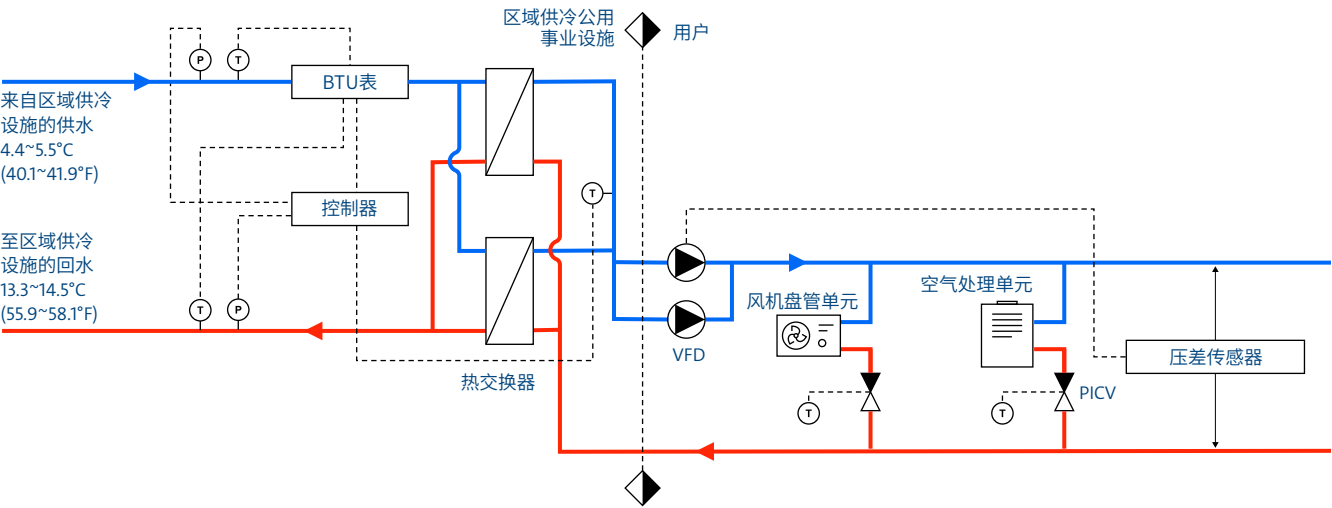 区域供冷公用
事业设施
用户
P
T
BTU表
来自区域供冷
设施的供水
4.4~5.5°C
(40.1~41.9°F)
控制器
T
至区域供冷
设施的回水
13.3~14.5°C
(55.9~58.1°F)
T
P
热交换器
VFD
风机盘管单元
空气处理单元
压差传感器
PICV
T
T